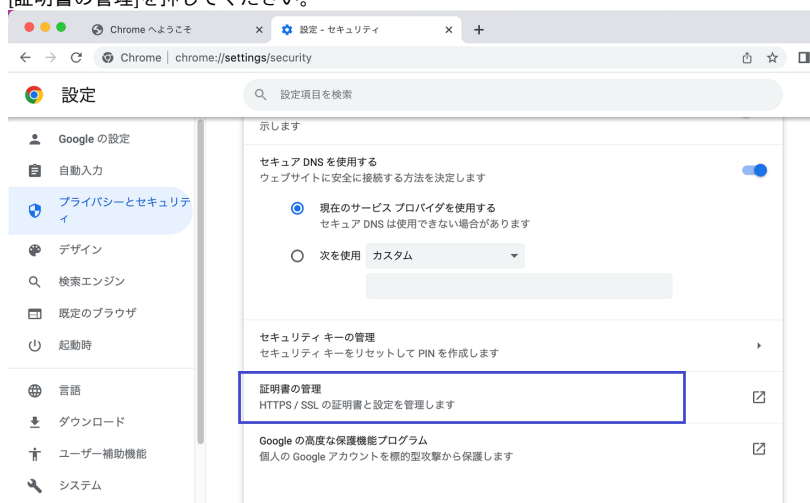 [証明書の管理]を押してください。
Chrome へようこそ
設定 - セキュリティ
Chrome | chrome://settings/security
設定
設定項目を検索
Google の設定
自動入力
プライバシーとセキュリテ
ィ
デザイン
検索エンジン
既定のブラウザ
起動時
言語
ダウンロード
ユーザー補助機能
システム
示します
セキュア DNS を使用する
ウェブサイトに安全に接続する方法を決定します
現在のサービス プロバイダを使用する
セキュア DNS は使用できない場合があります
次を使用 カスタム
セキュリティ キーの管理
セキュリティ キーをリセットして PIN を作成します
証明書の管理
HTTPS / SSL の証明書と設定を管理します
Google の高度な保護機能プログラム
個人の Google アカウントを標的型攻撃から保護します